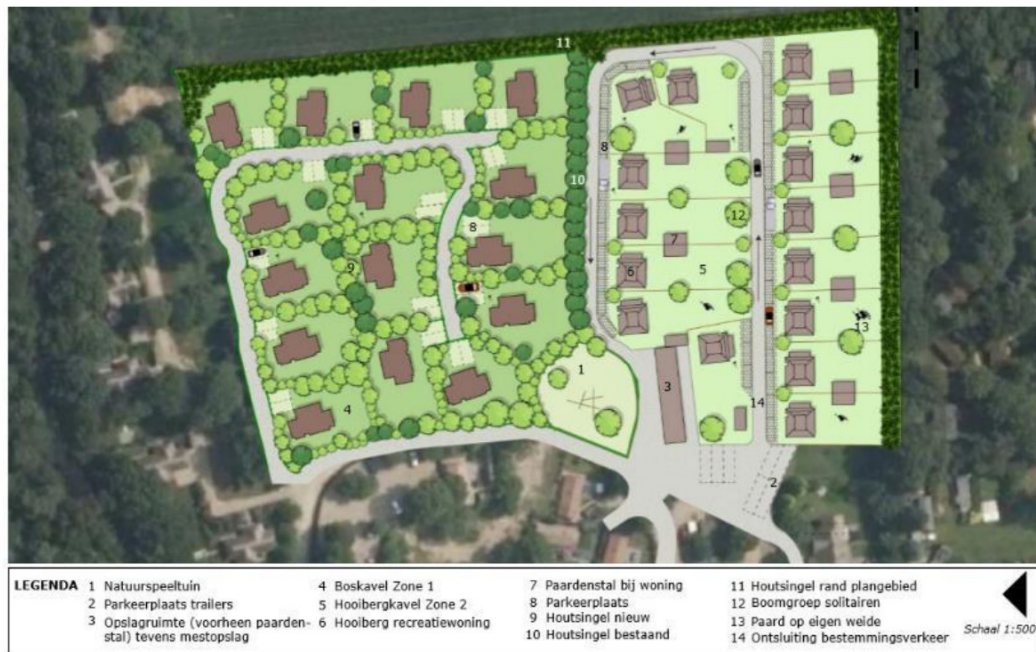 11
8
10
12
8
7
9
6
5
13
1
3
14
4
2
LEGENDA
1 Natuurspeeltuin
2 Parkeerplaats trailers
3 Opslagruimte (voorheen paarden-
stal) tevens mestopslag
4 Boskavel Zone 1
5 Hooibergkavel Zone 2
6 Hooiberg recreatiewoning
7 Paardenstal bij woning
8 Parkeerplaats
9 Houtsingel nieuw
10 Houtsingel bestaand
11 Houtsingel rand plangebied
12 Boomgroep solitairen
13 Paard op eigen weide
14 Ontsluiting bestemmingsverkeer
Schaal 1:500